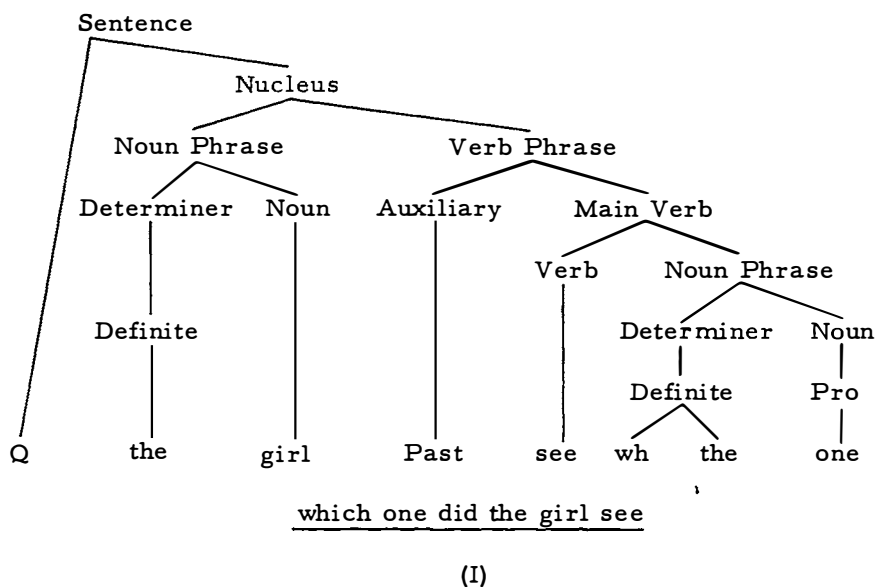 Sentence
Nucleus
Noun Phrase Verb Phrase
Determiner Noun Auxiliary Main Verb
Verb Noun Phrase
Definite Determiner Noun
Definite Pro
Q the girl Past see wh the one
which one did the girl see
(I)